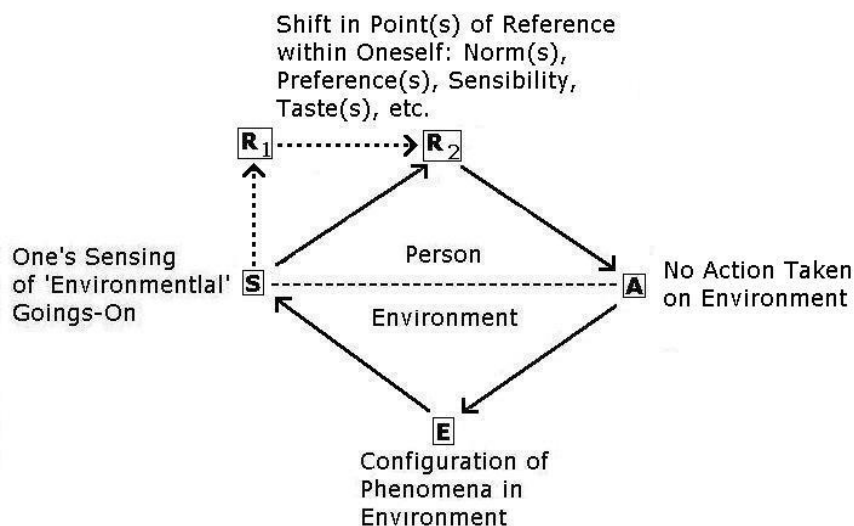 Shift in Point(s) of Reference
within Oneself: Norm(s),
Preference(s), Sensibility,
Taste(s), etc.
R1
R2
One's Sensing
of 'Environmentlal'
Goings-On
S
Person
Environment
A
No Action Taken
on Environment
E
Configuration of
Phenomena in
Environment